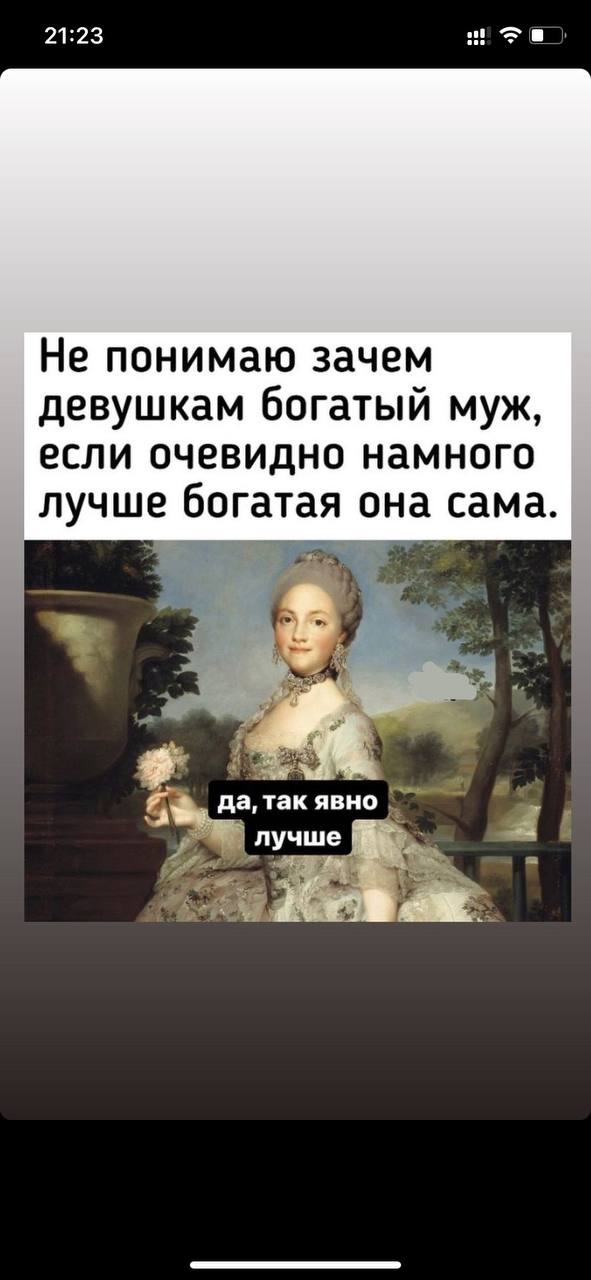 21:23
Не понимаю зачем
девушкам богатый муж,
если очевидно намного
лучше богатая она сама.
да, так явно
лучше